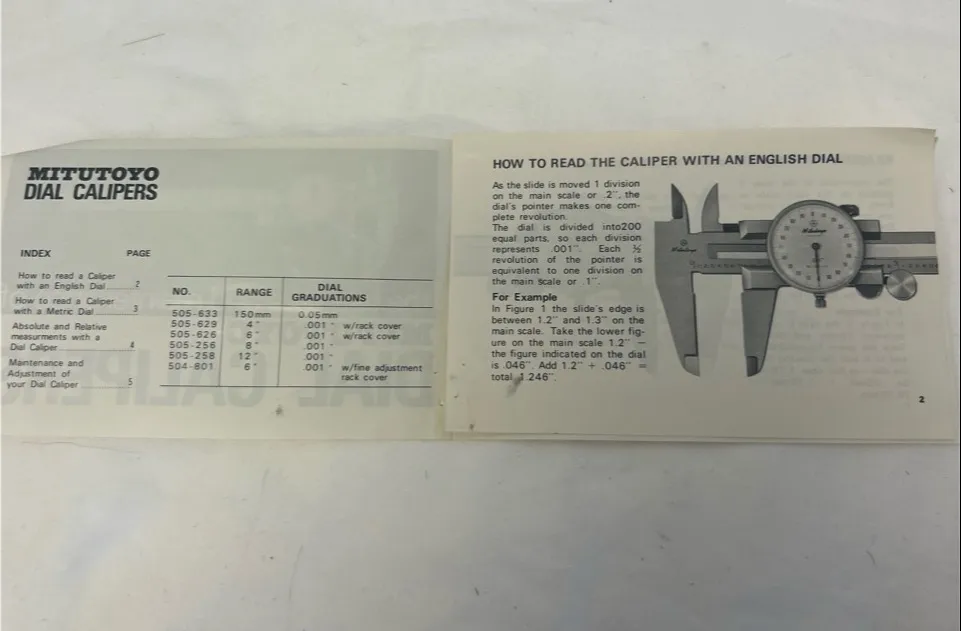 MITUTOYO
DIAL CALIPERS
INDEX PAGE
How to read a Caliper
with an English Dial 2
How to read a Caliper
with a Metric Dial 3
Absolute and Relative
measurments with a
Dial Caliper 4
Maintenance and
Adjustment of
your Dial Caliper 5
NO. RANGE DIAL GRADUATIONS
505-633 150mm 0.05mm
505-629 4" .001" w/rack cover
505-626 6" .001" w/rack cover
505-256 8" .001"
505-258 12" .001"
504-801 6" .001" w/fine adjustment
rack cover
HOW TO READ THE CALIPER WITH AN ENGLISH DIAL
As the slide is moved 1 division
on the main scale or .2", the
dial's pointer makes one com-
plete revolution.
The dial is divided into200
equal parts, so each division
represents .001". Each ½
revolution of the pointer is
equivalent to one division on
the main scale or .1".
For Example
In Figure 1 the slide's edge is
between 1.2" and 1.3" on the
main scale. Take the lower fig-
ure on the main scale 1.2" —
the figure indicated on the dial
is .046". Add 1.2" + .046" =
total 1.246".
Mitutoyo
Mitutoyo
2